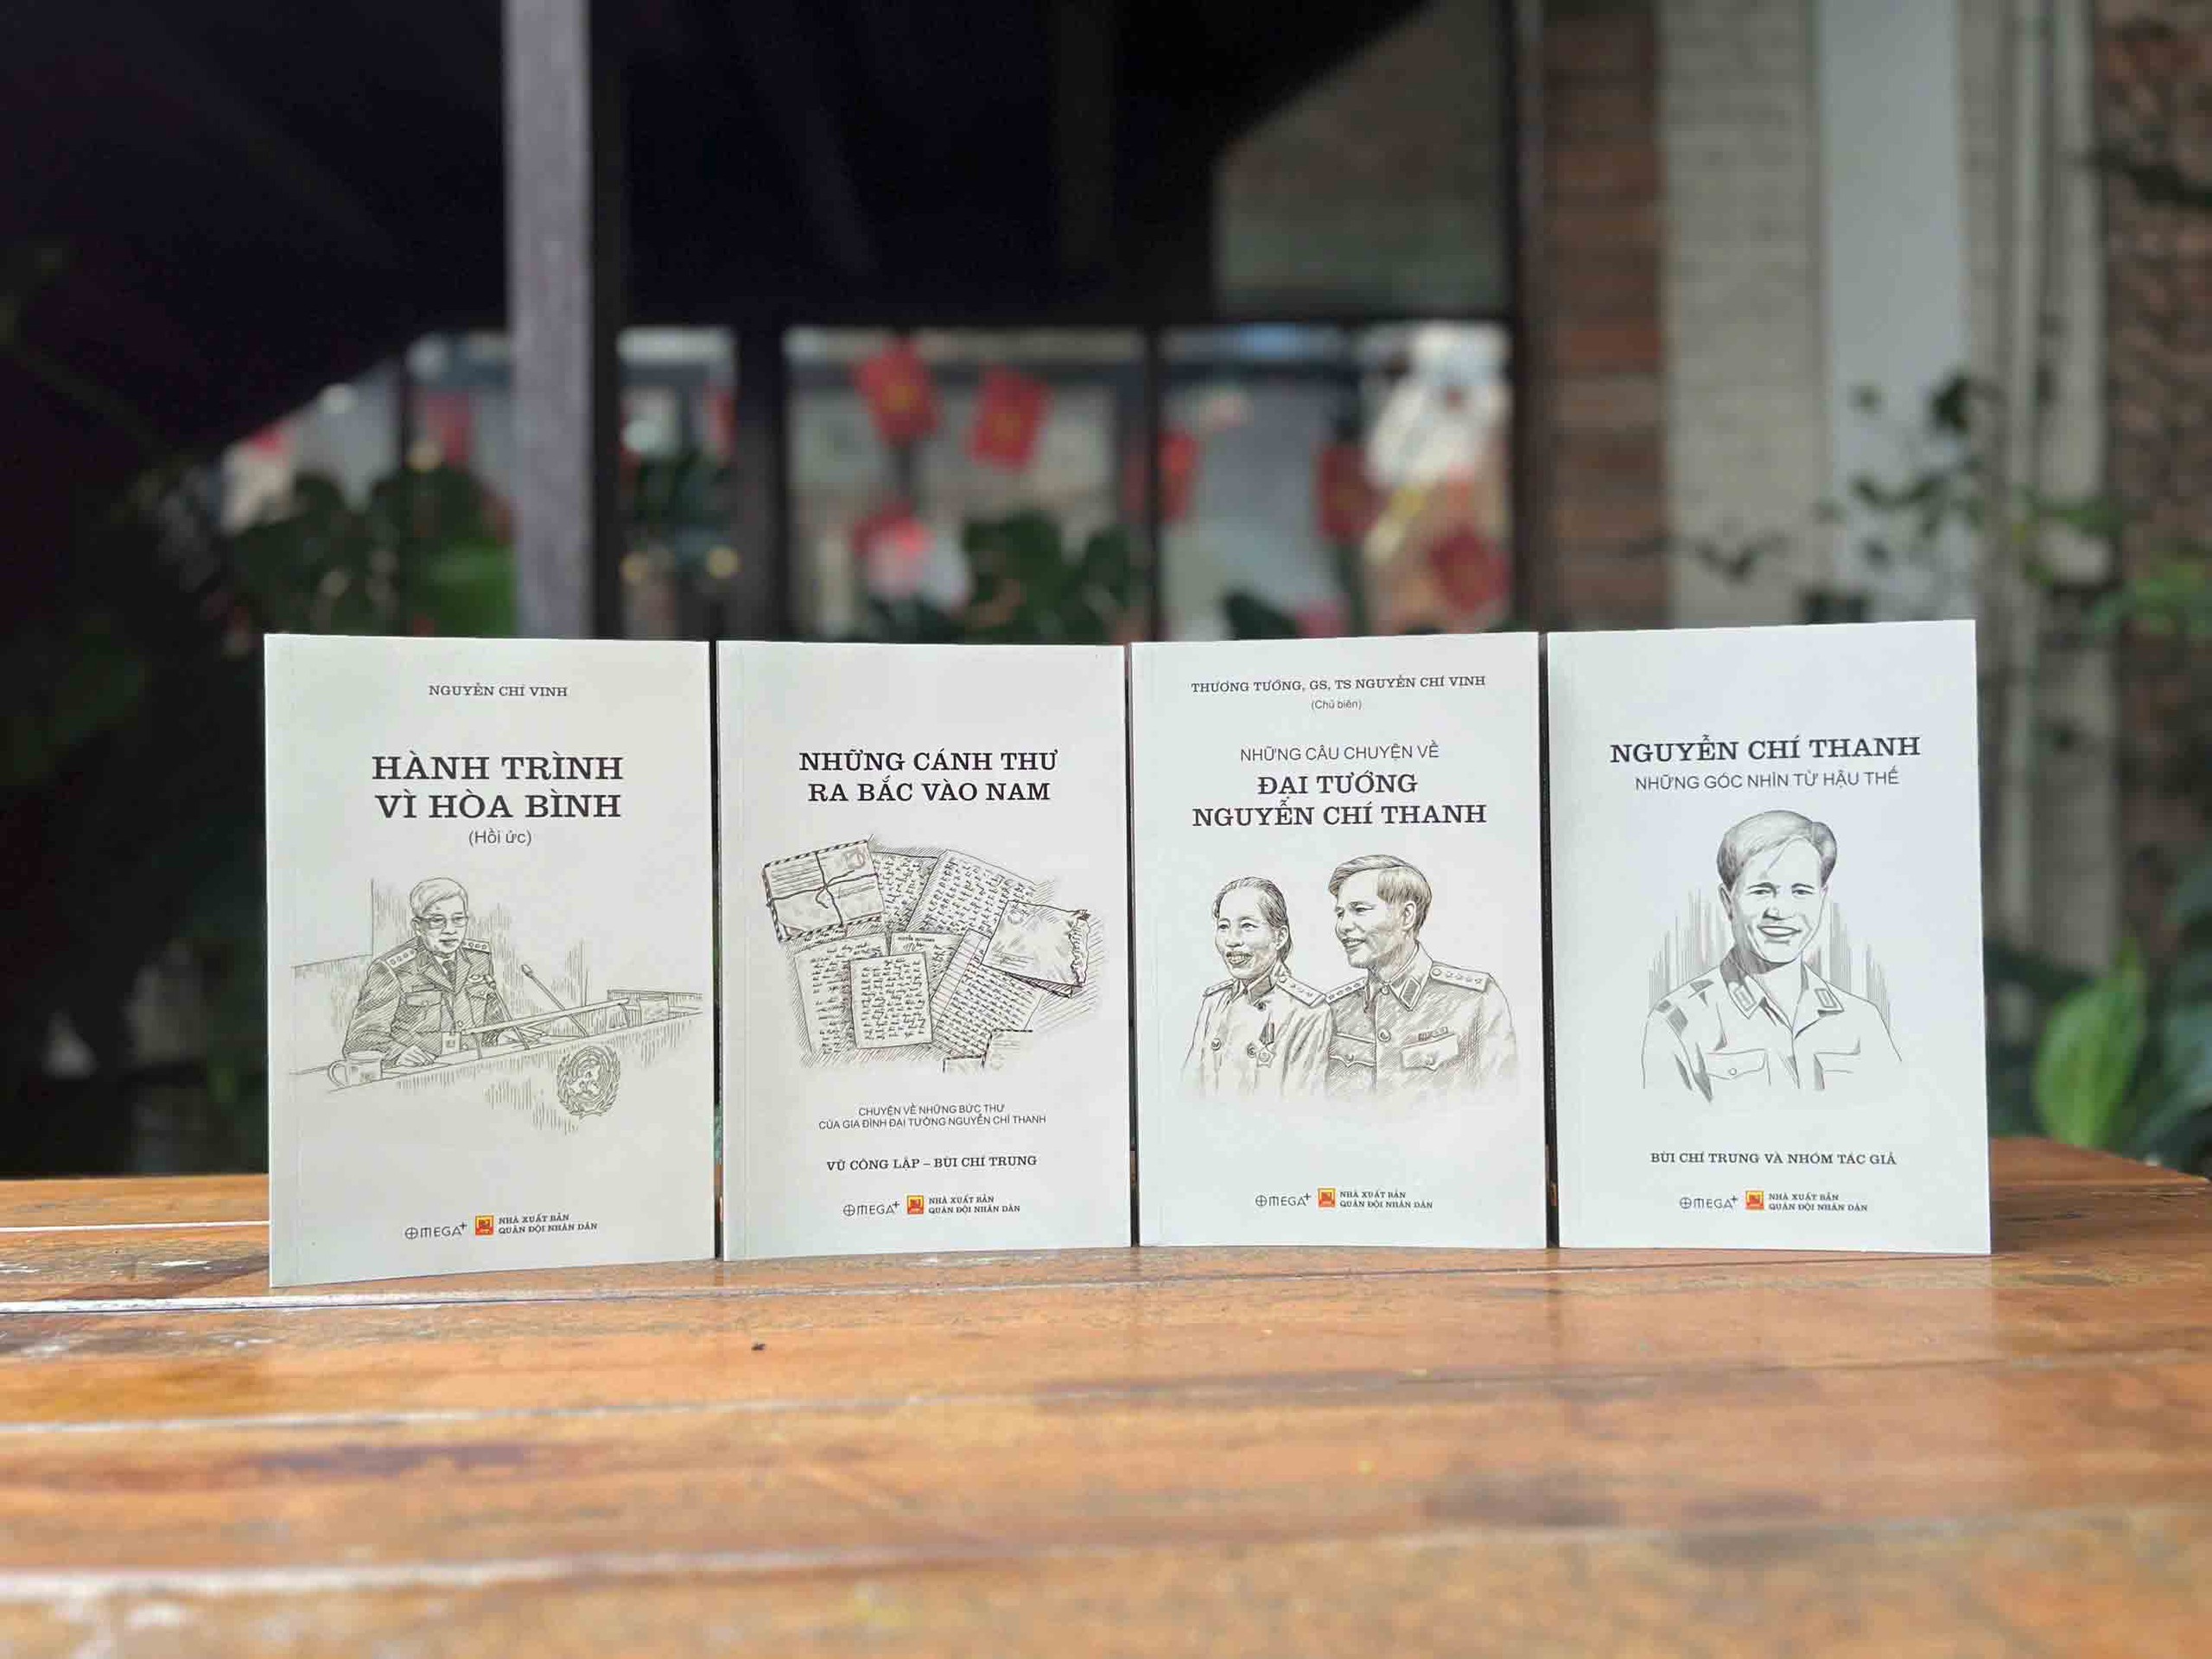 NGUYỄN CHÍ VINH
HÀNH TRÌNH
VÌ HÒA BÌNH
(Hồi ức)
OMEGA+
NHÀ XUẤT BẢN
QUÂN ĐỘI NHÂN DÂN
NHỮNG CÁNH THƯ
RA BẮC VÀO NAM
CHUYỆN VỀ NHỮNG BỨC THƯ
CỦA GIA ĐÌNH ĐẠI TƯỚNG NGUYỄN CHÍ THANH
VŨ CÔNG LẬP – BÙI CHÍ TRUNG
OMEGA+
NHÀ XUẤT BẢN
QUÂN ĐỘI NHÂN DÂN
THƯỢNG TƯỚNG, GS, TS NGUYỄN CHÍ VINH
(Chủ biên)
NHỮNG CÂU CHUYỆN VỀ
ĐẠI TƯỚNG
NGUYỄN CHÍ THANH
OMEGA+
NHÀ XUẤT BẢN
QUÂN ĐỘI NHÂN DÂN
NGUYỄN CHÍ THANH
NHỮNG GÓC NHÌN TỪ HẬU THẾ
BÙI CHÍ TRUNG VÀ NHÓM TÁC GIẢ
OMEGA+
NHÀ XUẤT BẢN
QUÂN ĐỘI NHÂN DÂN